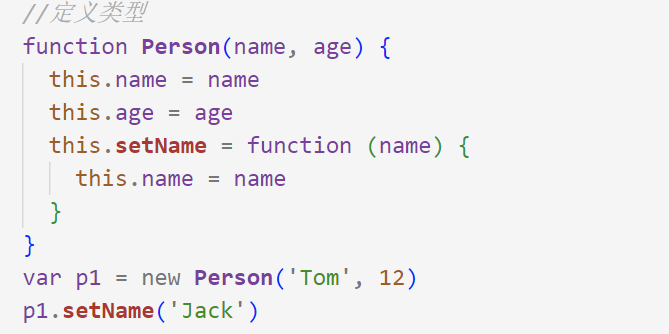 //定义类型
function Person(name, age) {
  this.name = name
  this.age = age
  this.setName = function (name) {
    this.name = name
  }
}
var p1 = new Person('Tom', 12)
p1.setName('Jack')